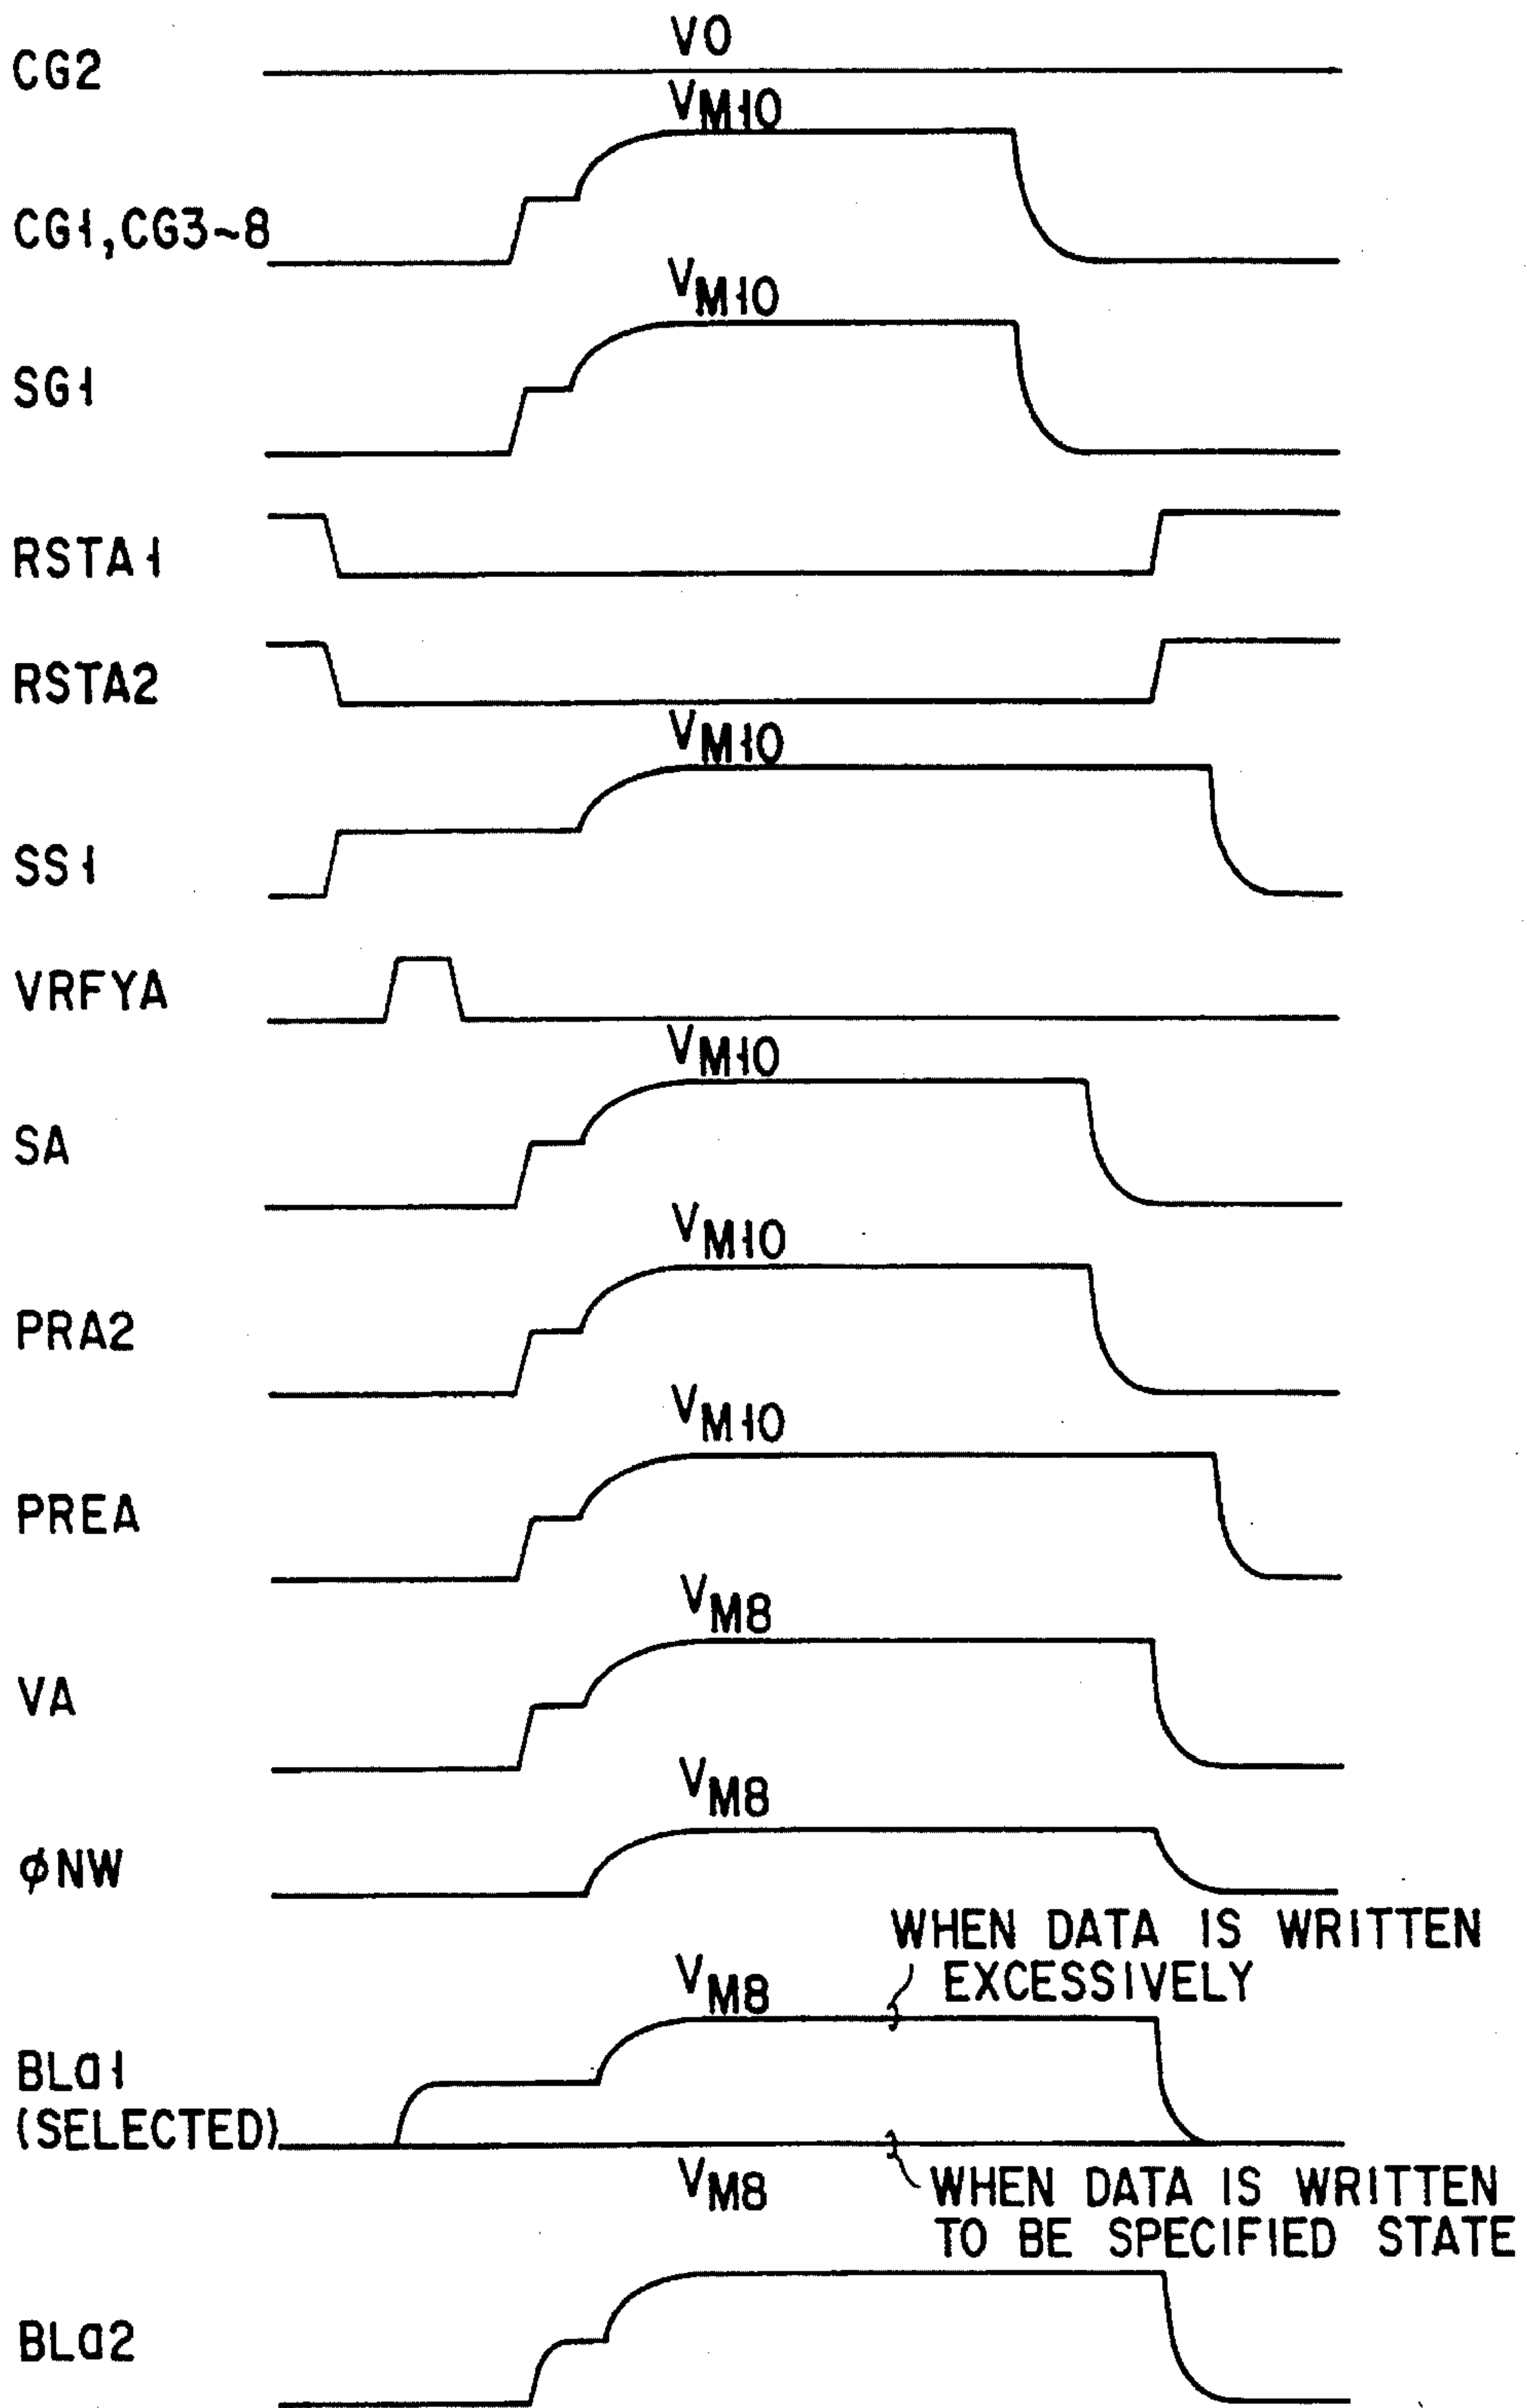 V0
CG2
VM10
CG1,CG3~8
VM10
SG1
RSTA1
RSTA2
VM10
SS1
VRFYA
VM10
SA
VM10
PRA2
VM10
PREA
VM8
VA
VM8
φNW
WHEN DATA IS WRITTEN
EXCESSIVELY
VM8
BLa1
(SELECTED)
VM8
WHEN DATA IS WRITTEN
TO BE SPECIFIED STATE
BLa2